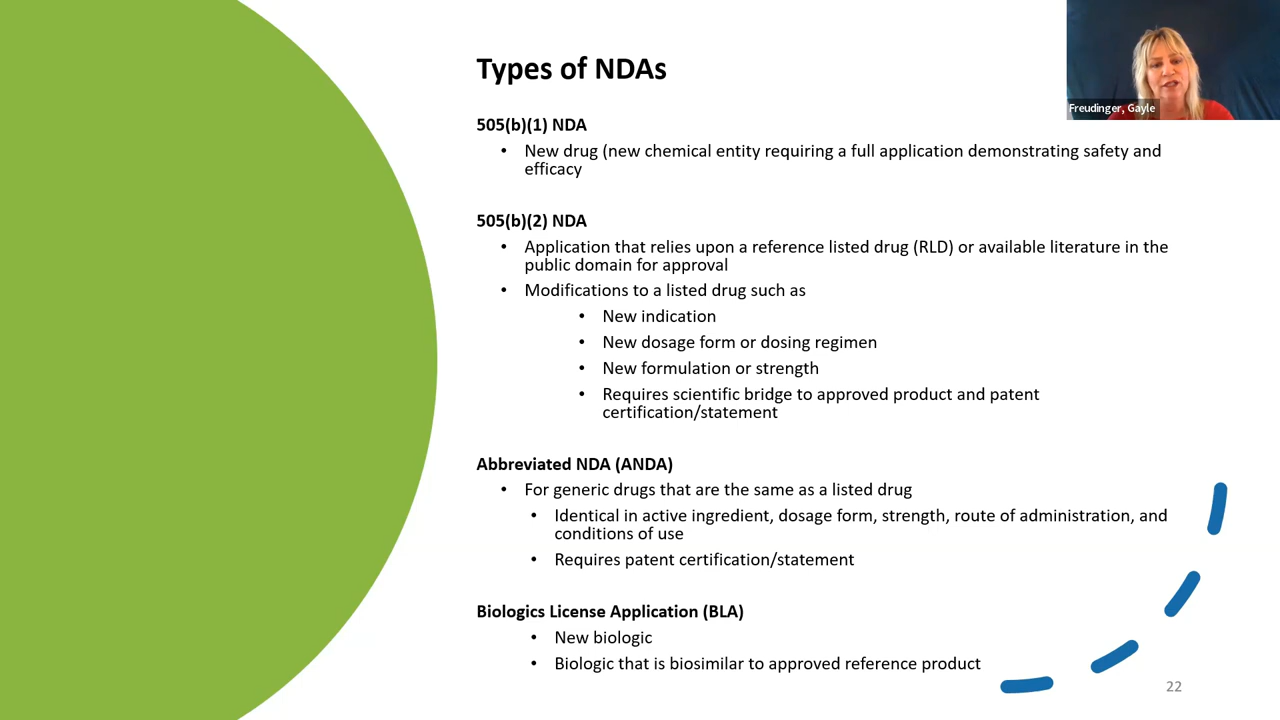 Types of NDAs
Freudinger, Gayle
505(b)(1) NDA
• New drug (new chemical entity requiring a full application demonstrating safety and
efficacy
505(b)(2) NDA
• Application that relies upon a reference listed drug (RLD) or available literature in the
public domain for approval
• Modifications to a listed drug such as
• New indication
• New dosage form or dosing regimen
• New formulation or strength
• Requires scientific bridge to approved product and patent
certification/statement
Abbreviated NDA (ANDA)
• For generic drugs that are the same as a listed drug
• Identical in active ingredient, dosage form, strength, route of administration, and
conditions of use
• Requires patent certification/statement
Biologics License Application (BLA)
• New biologic
• Biologic that is biosimilar to approved reference product
22